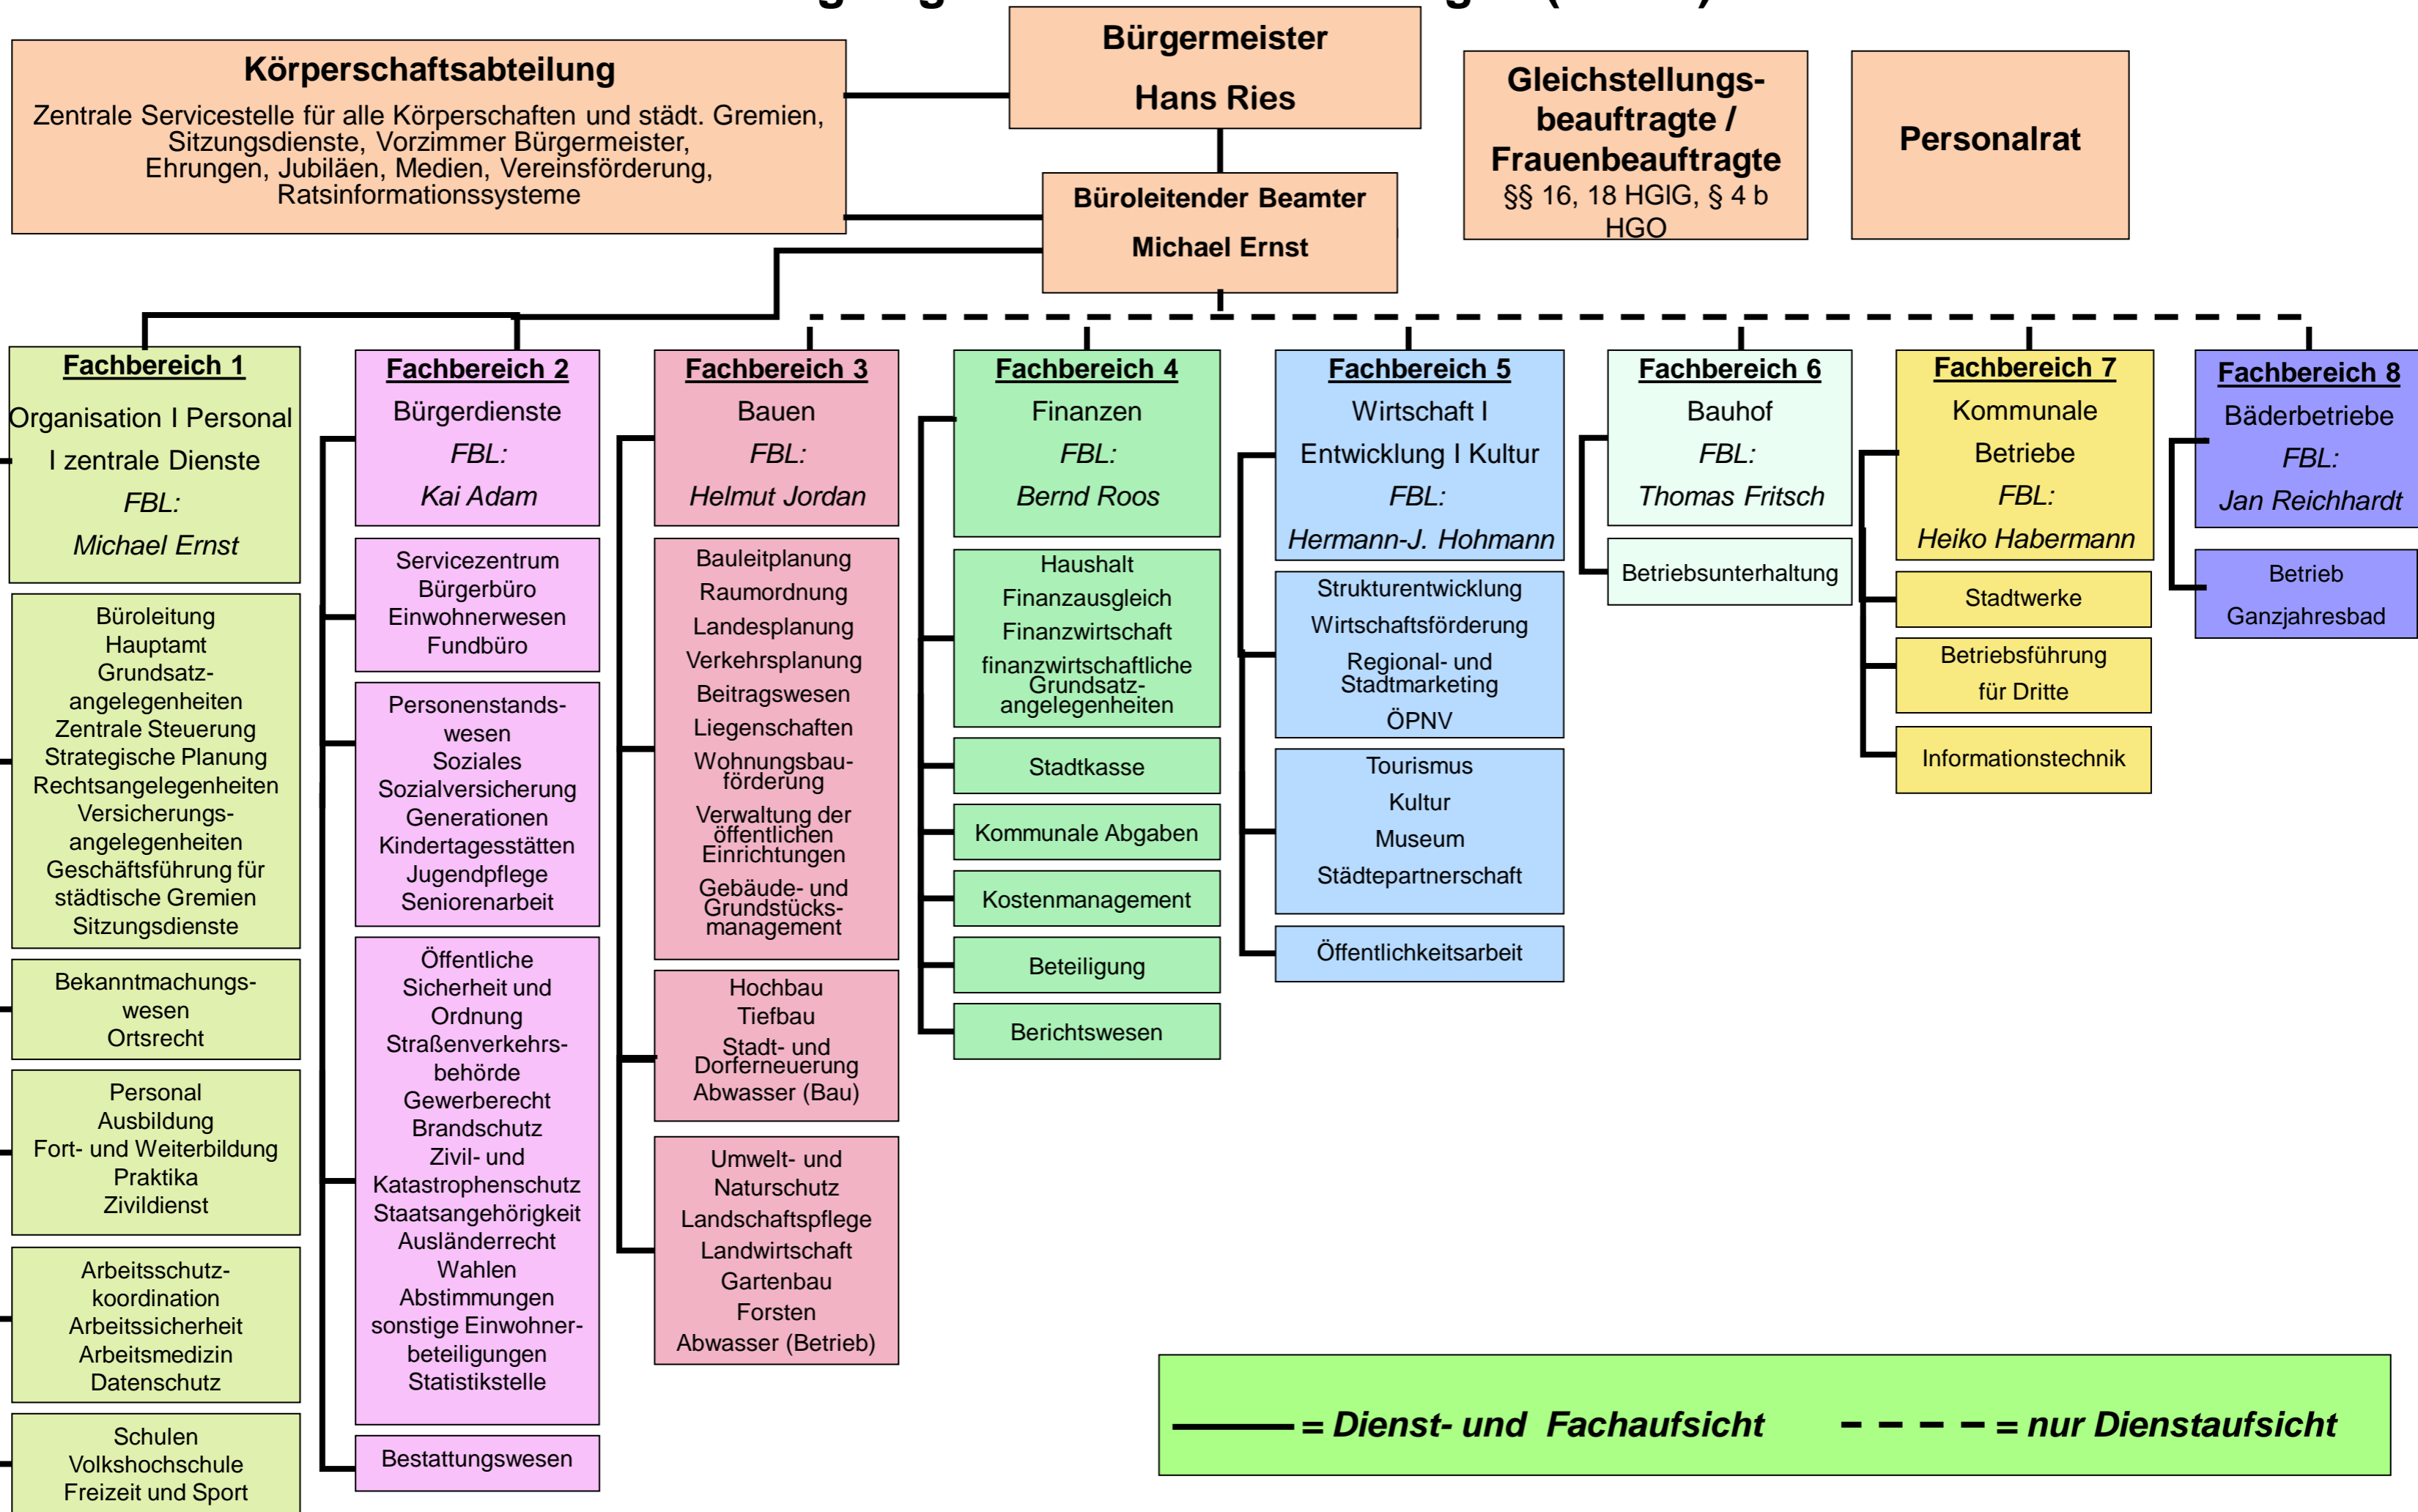 Bürgermeister
Hans Ries
Körperschaftsabteilung
Zentrale Servicestelle für alle Körperschaften und städt. Gremien,
Sitzungsdienste, Vorzimmer Bürgermeister,
Ehrungen, Jubiläen, Medien, Vereinsförderung,
Ratsinformationssysteme
Gleichstellungs-
beauftragte /
Frauenbeauftragte
§§ 16, 18 HGlG, § 4 b
HGO
Personalrat
Büroleitender Beamter
Michael Ernst
Fachbereich 1
Organisation I Personal
I zentrale Dienste
FBL:
Michael Ernst
Büroleitung
Hauptamt
Grundsatz-
angelegenheiten
Zentrale Steuerung
Strategische Planung
Rechtsangelegenheiten
Versicherungs-
angelegenheiten
Geschäftsführung für
städtische Gremien
Sitzungsdienste
Bekanntmachungs-
wesen
Ortsrecht
Personal
Ausbildung
Fort- und Weiterbildung
Praktika
Zivildienst
Arbeitsschutz-
koordination
Arbeitssicherheit
Arbeitsmedizin
Datenschutz
Schulen
Volkshochschule
Freizeit und Sport
Fachbereich 2
Bürgerdienste
FBL:
Kai Adam
Servicezentrum
Bürgerbüro
Einwohnerwesen
Fundbüro
Personenstands-
wesen
Soziales
Sozialversicherung
Generationen
Kindertagesstätten
Jugendpflege
Seniorenarbeit
Öffentliche
Sicherheit und
Ordnung
Straßenverkehrs-
behörde
Gewerberecht
Brandschutz
Zivil- und
Katastrophenschutz
Staatsangehörigkeit
Ausländerrecht
Wahlen
Abstimmungen
sonstige Einwohner-
beteiligungen
Statistikstelle
Bestattungswesen
Fachbereich 3
Bauen
FBL:
Helmut Jordan
Bauleitplanung
Raumordnung
Landesplanung
Verkehrsplanung
Beitragswesen
Liegenschaften
Wohnungsbau-
förderung
Verwaltung der
öffentlichen
Einrichtungen
Gebäude- und
Grundstücks-
management
Hochbau
Tiefbau
Stadt- und
Dorferneuerung
Abwasser (Bau)
Umwelt- und
Naturschutz
Landschaftspflege
Landwirtschaft
Gartenbau
Forsten
Abwasser (Betrieb)
Fachbereich 4
Finanzen
FBL:
Bernd Roos
Haushalt
Finanzausgleich
Finanzwirtschaft
finanzwirtschaftliche
Grundsatz-
angelegenheiten
Stadtkasse
Kommunale Abgaben
Kostenmanagement
Beteiligung
Berichtswesen
Fachbereich 5
Wirtschaft I
Entwicklung I Kultur
FBL:
Hermann-J. Hohmann
Strukturentwicklung
Wirtschaftsförderung
Regional- und
Stadtmarketing
ÖPNV
Tourismus
Kultur
Museum
Städtepartnerschaft
Öffentlichkeitsarbeit
Fachbereich 6
Bauhof
FBL:
Thomas Fritsch
Betriebsunterhaltung
Fachbereich 7
Kommunale
Betriebe
FBL:
Heiko Habermann
Stadtwerke
Betriebsführung
für Dritte
Informationstechnik
Fachbereich 8
Bäderbetriebe
FBL:
Jan Reichhardt
Betrieb
Ganzjahresbad
= Dienst- und Fachaufsicht
= nur Dienstaufsicht